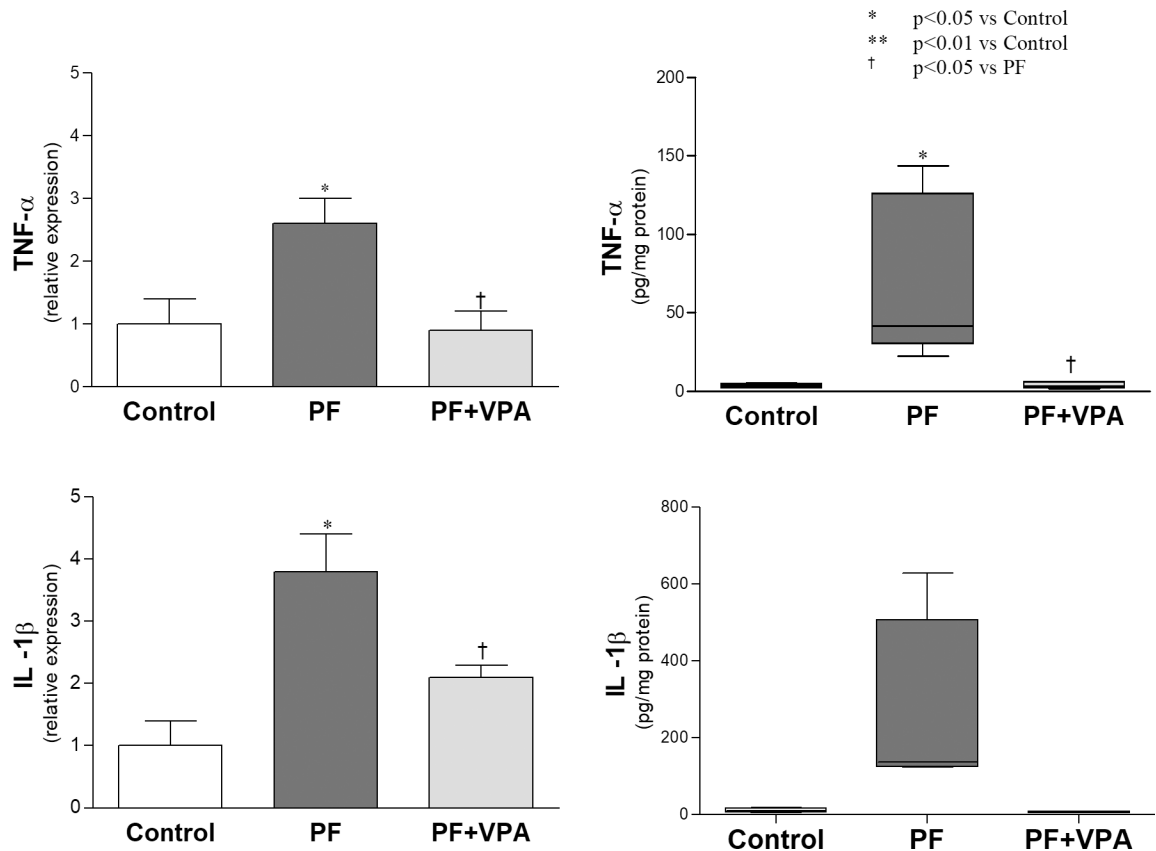 * p<0.05 vs Control
** p<0.01 vs Control
† p<0.05 vs PF
TNF-α
(relative expression)
5
4
3
2
1
0
*
†
Control PF PF+VPA
TNF-α
(pg/mg protein)
200
150
100
50
0
*
†
Control PF PF+VPA
IL -1β
(relative expression)
5
4
3
2
1
0
*
†
Control PF PF+VPA
IL -1β
(pg/mg protein)
800
600
400
200
0
Control PF PF+VPA